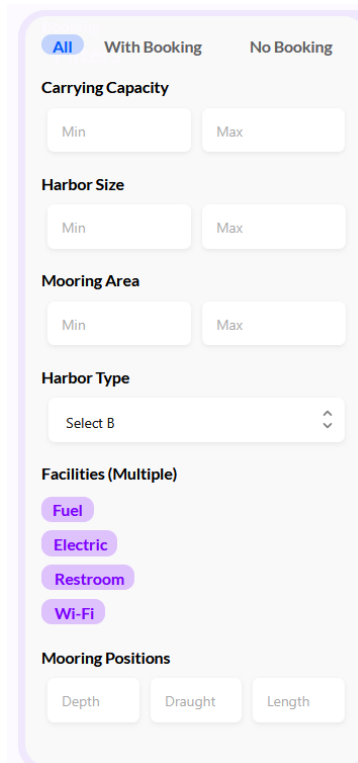 All With Booking No Booking
Carrying Capacity
Min Max
Harbor Size
Min Max
Mooring Area
Min Max
Harbor Type
Select B
Facilities (Multiple)
Fuel
Electric
Restroom
Wi-Fi
Mooring Positions
Depth Draught Length